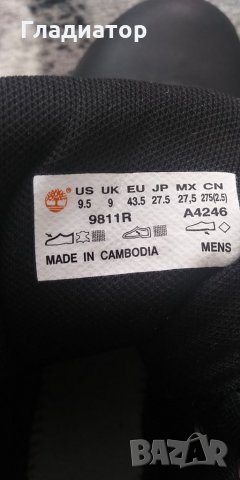 Гладиатор
US UK EU JP MX CN
9.5 9 43.5 27.5 27,5 275(2.5)
9811R A4246
MADE IN CAMBODIA MENS
BAZAR